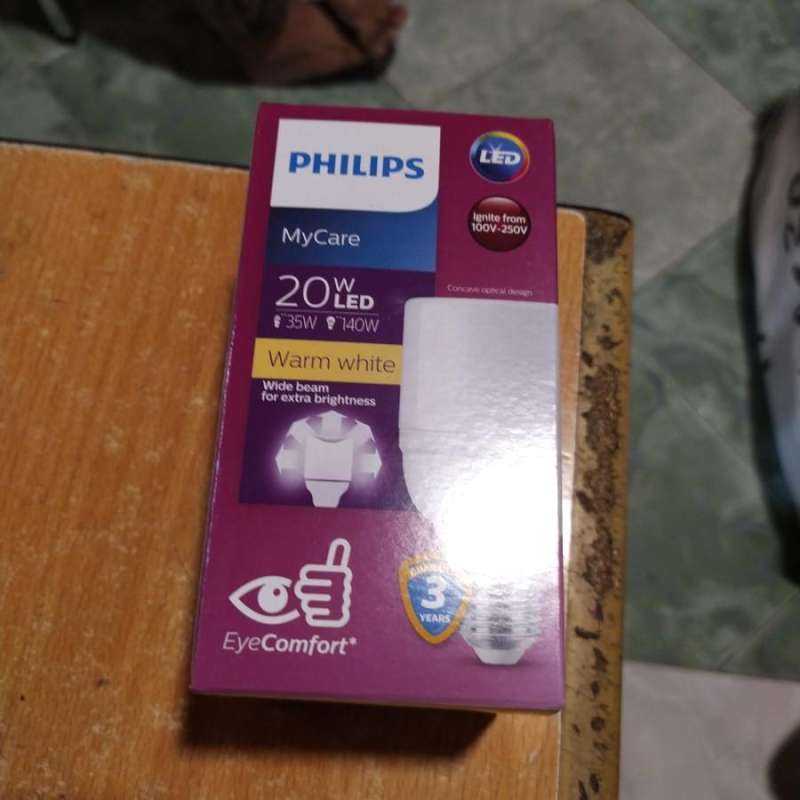 PHILIPS
LED
MyCare
Ignite from
100V-250V
20W
LED
35W 140W
Concave optical design
Warm white
Wide beam
for extra brightness
3
YEARS
EyeComfort*